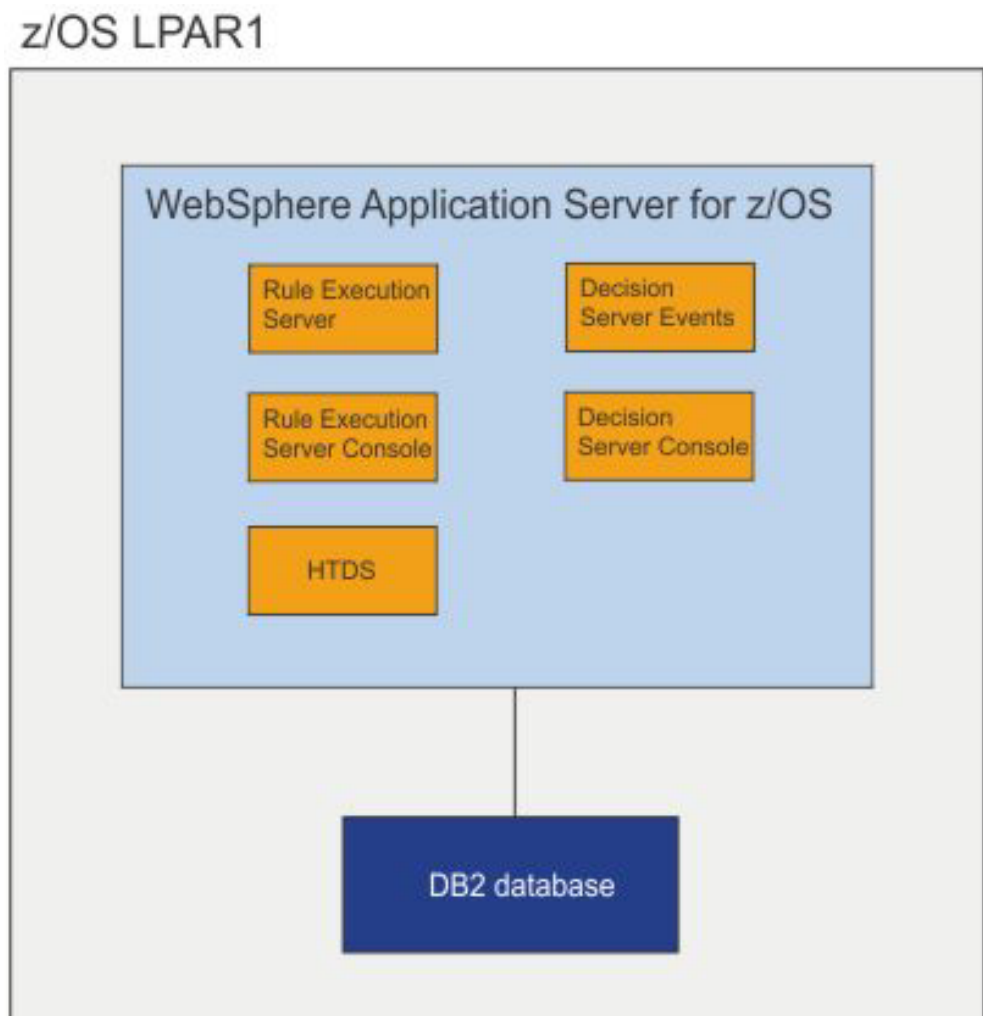 z/OS LPAR1
WebSphere Application Server for z/OS
Rule Execution
Server
Decision
Server Events
Rule Execution
Server Console
Decision
Server Console
HTDS
DB2 database